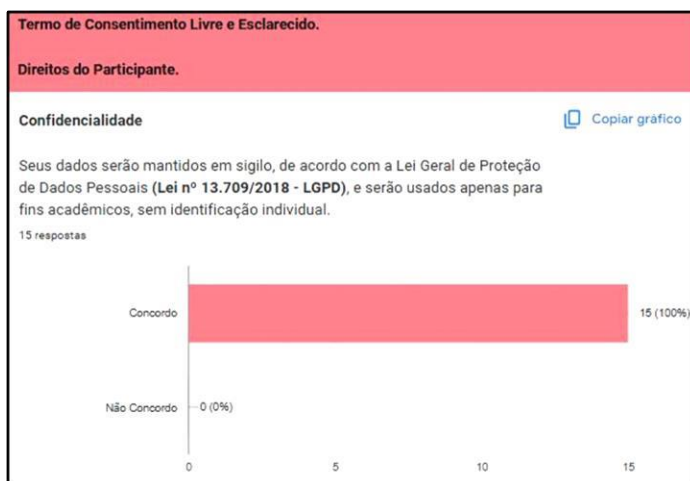 Termo de Consentimento Livre e Esclarecido.
Direitos do Participante.
Confidencialidade
Copiar gráfico
Seus dados serão mantidos em sigilo, de acordo com a Lei Geral de Proteção
de Dados Pessoais (Lei nº 13.709/2018 - LGPD), e serão usados apenas para
fins acadêmicos, sem identificação individual.
15 respostas
Concordo
15 (100%)
Não Concordo
0 (0%)
0 5 10 15